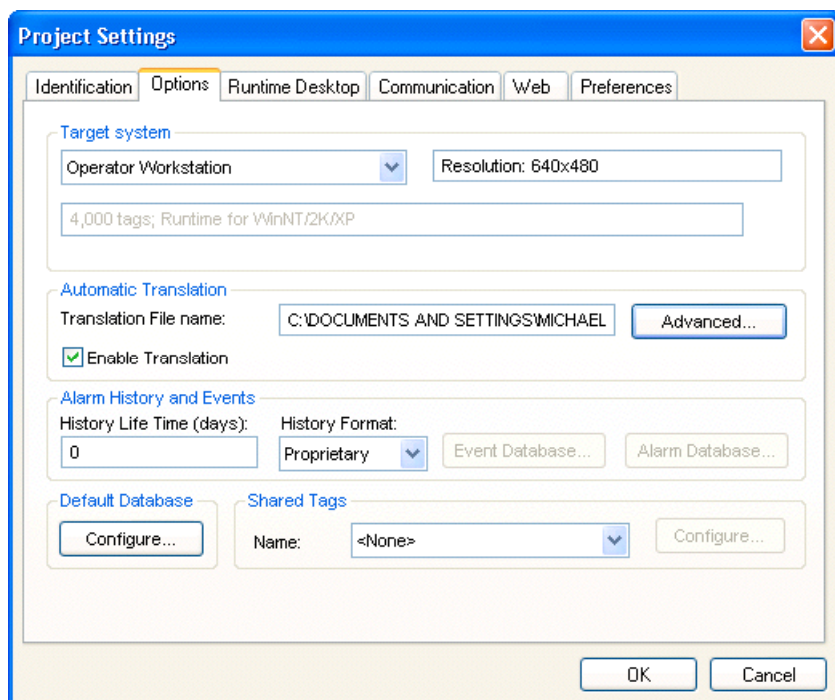 Project Settings
Identification Options Runtime Desktop Communication Web Preferences
Target system
Operator Workstation Resolution: 640x480
4,000 tags; Runtime for WinNT/2K/XP
Automatic Translation
Translation File name: C:\DOCUMENTS AND SETTINGS\MICHAEL Advanced...
Enable Translation
Alarm History and Events
History Life Time (days): History Format:
0 Proprietary Event Database... Alarm Database...
Default Database Shared Tags
Configure... Name: <None> Configure...
OK Cancel